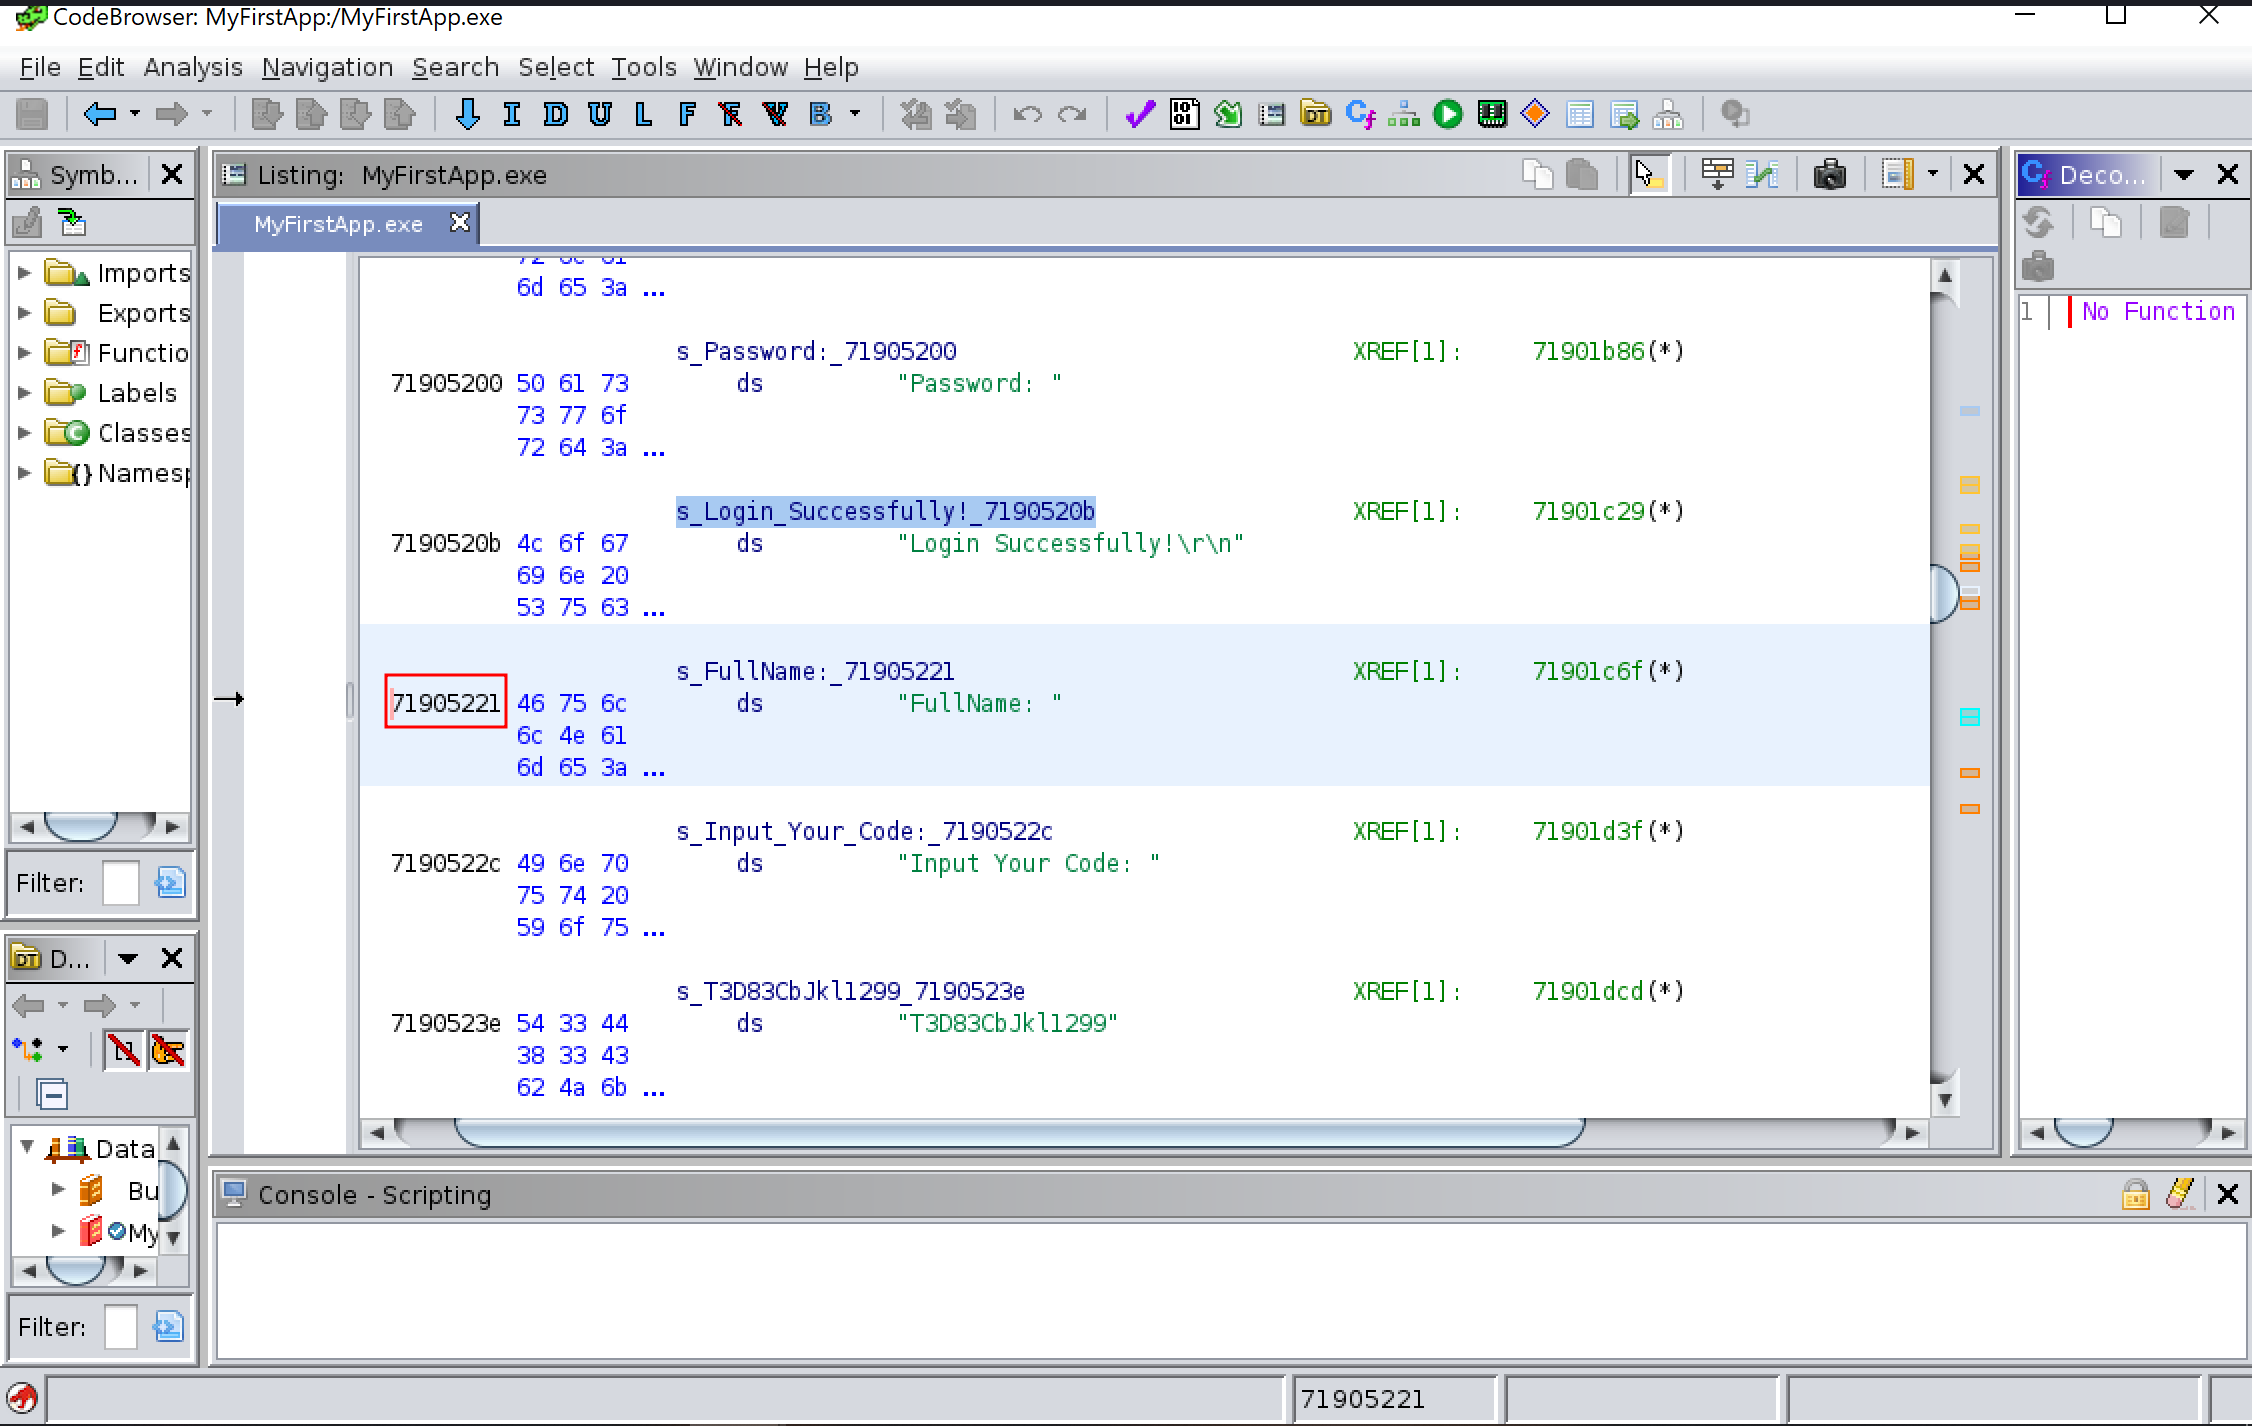 CodeBrowser: MyFirstApp:/MyFirstApp.exe
File Edit Analysis Navigation Search Select Tools Window Help
I D U L F B
Symb...
Imports
Exports
Functio
Labels
Classes
Namesp
Filter:
D...
Data
Bu
My
Filter:
Listing: MyFirstApp.exe
MyFirstApp.exe
6d 65 3a ...
s_Password:_71905200 XREF[1]: 71901b86(*)
71905200 50 61 73 ds "Password: "
73 77 6f
72 64 3a ...
s_Login_Successfully!_7190520b XREF[1]: 71901c29(*)
7190520b 4c 6f 67 ds "Login Successfully!\r\n"
69 6e 20
53 75 63 ...
s_FullName:_71905221 XREF[1]: 71901c6f(*)
71905221 46 75 6c ds "FullName: "
6c 4e 61
6d 65 3a ...
s_Input_Your_Code:_7190522c XREF[1]: 71901d3f(*)
7190522c 49 6e 70 ds "Input Your Code: "
75 74 20
59 6f 75 ...
s_T3D83CbJkl1299_7190523e XREF[1]: 71901dcd(*)
7190523e 54 33 44 ds "T3D83CbJkl1299"
38 33 43
62 4a 6b ...
Deco...
1 No Function
Console - Scripting
71905221